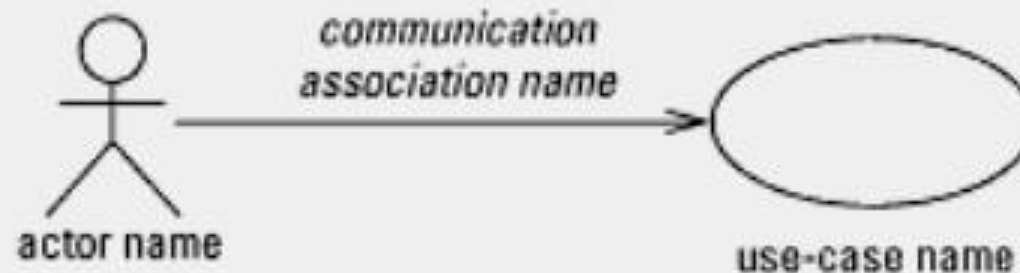 communication
association name
actor name
use-case name